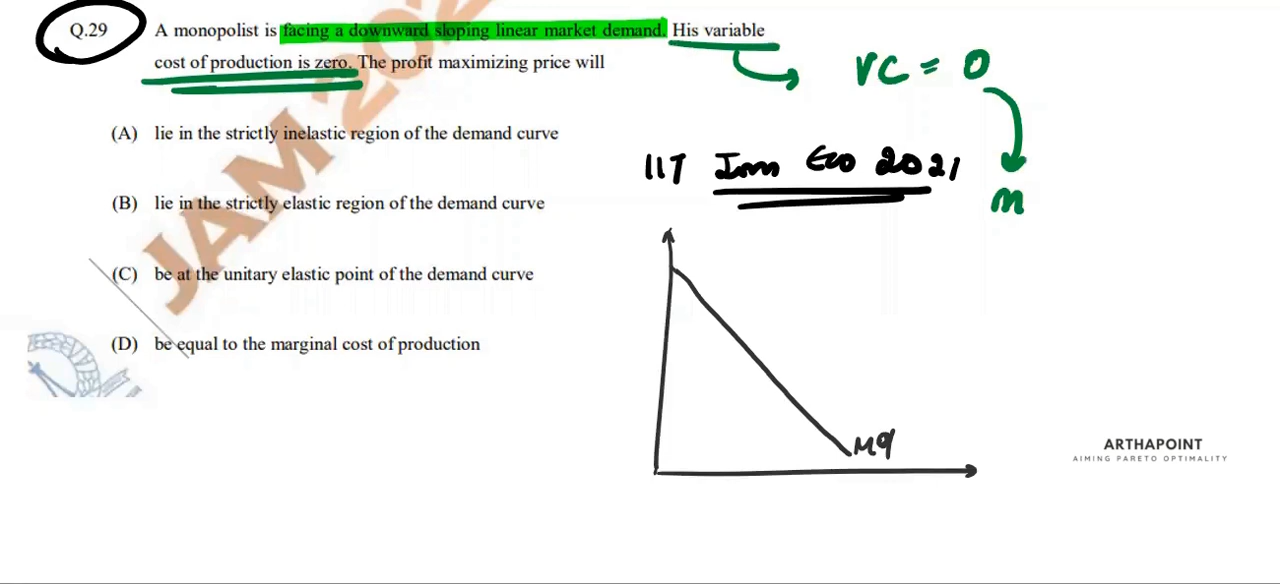 Q.29 A monopolist is facing a downward sloping linear market demand. His variable
cost of production is zero. The profit maximizing price will
VC = 0
(A) lie in the strictly inelastic region of the demand curve
IIT Jam Eco 2021
m
(B) lie in the strictly elastic region of the demand curve
(C) be at the unitary elastic point of the demand curve
(D) be equal to the marginal cost of production
JAM 202
ARTHAPOINT
AIMING PARETO OPTIMALITY